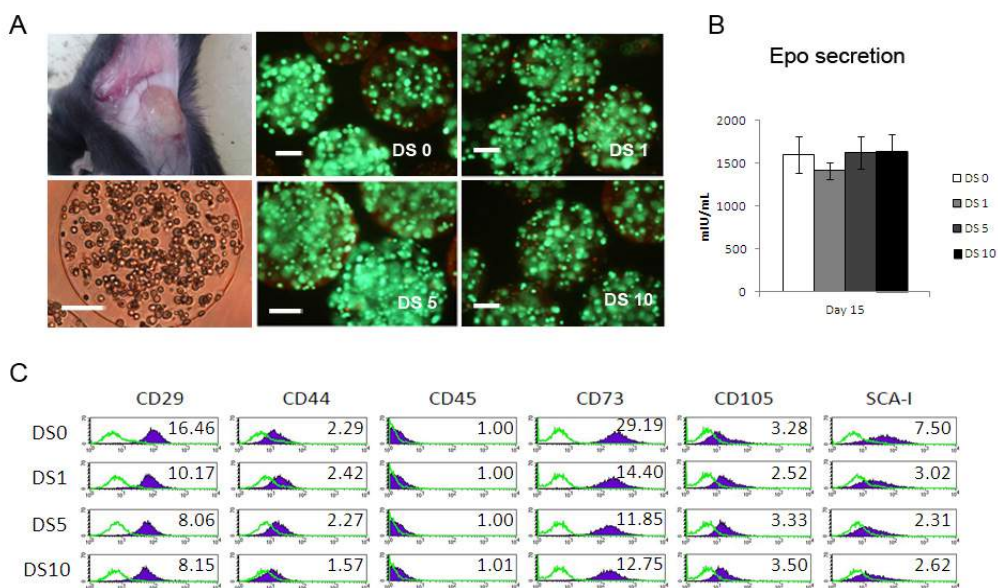 A
DS 0
DS 1
DS 5
DS 10
B
Epo secretion
2000
1500
1000
500
0
mIU/mL
Day 15
DS 0
DS 1
DS 5
DS 10
C
CD29 CD44 CD45 CD73 CD105 SCA-I
DS0 16.46 2.29 1.00 29.19 3.28 7.50
DS1 10.17 2.42 1.00 14.40 2.52 3.02
DS5 8.06 2.27 1.00 11.85 3.33 2.31
DS10 8.15 1.57 1.01 12.75 3.50 2.62